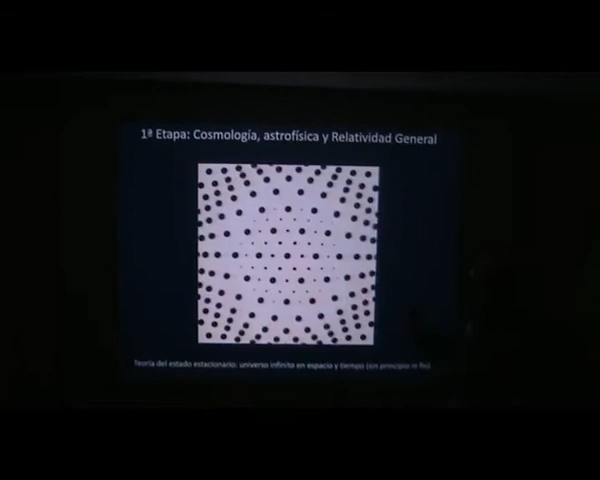 1ª Etapa: Cosmología, astrofísica y Relatividad General
Teoría del estado estacionario: universo infinito en espacio y tiempo (sin principio ni fin)